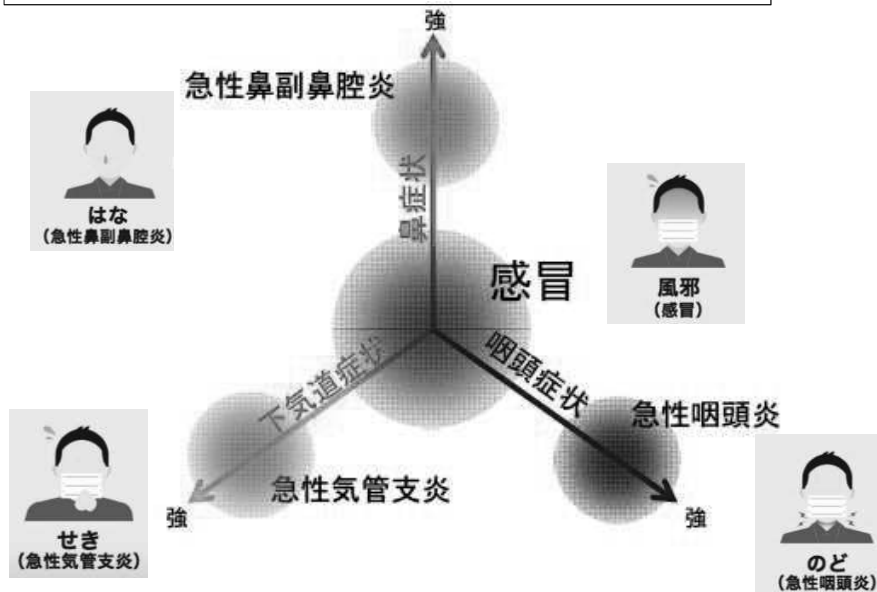 強
急性鼻副鼻腔炎
はな
（急性鼻副鼻腔炎）
鼻症状
感冒
風邪
（感冒）
下気道症状
咽頭症状
急性咽頭炎
急性気管支炎
強
強
せき
（急性気管支炎）
のど
（急性咽頭炎）